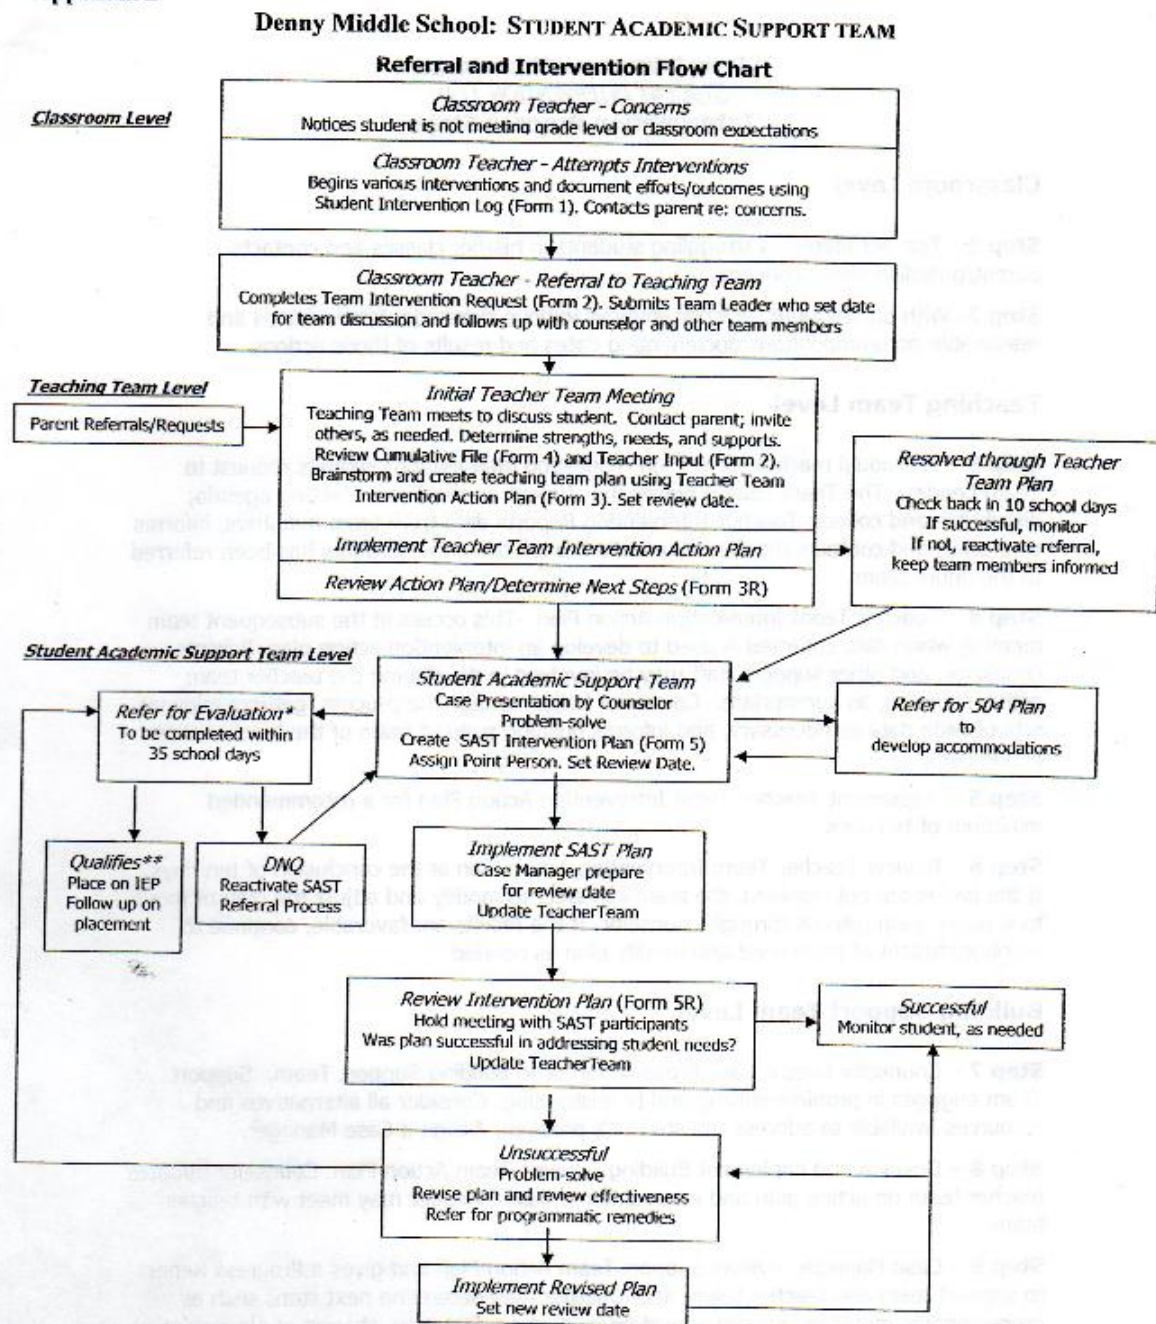 Denny Middle School: STUDENT ACADEMIC SUPPORT TEAM
Referral and Intervention Flow Chart
Classroom Level
Classroom Teacher - Concerns
Notices student is not meeting grade level or classroom expectations
Classroom Teacher - Attempts Interventions
Begins various interventions and document efforts/outcomes using
Student Intervention Log (Form 1). Contacts parent re: concerns.
Classroom Teacher - Referral to Teaching Team
Completes Team Intervention Request (Form 2). Submits Team Leader who set date
for team discussion and follows up with counselor and other team members
Teaching Team Level
Parent Referrals/Requests
Initial Teacher Team Meeting
Teaching Team meets to discuss student. Contact parent; invite
others, as needed. Determine strengths, needs, and supports.
Review Cumulative File (Form 4) and Teacher Input (Form 2).
Brainstorm and create teaching team plan using Teacher Team
Intervention Action Plan (Form 3). Set review date.
Implement Teacher Team Intervention Action Plan
Review Action Plan/Determine Next Steps (Form 3R)
Resolved through Teacher
Team Plan
Check back in 10 school days
If successful, monitor
If not, reactivate referral,
keep team members informed
Student Academic Support Team Level
Refer for Evaluation*
To be completed within
35 school days
Student Academic Support Team
Case Presentation by Counselor
Problem-solve
Create SAST Intervention Plan (Form 5)
Assign Point Person. Set Review Date.
Refer for 504 Plan
to
develop accommodations
Qualifies**
Place on IEP
Follow up on
placement
DNQ
Reactivate SAST
Referral Process
Implement SAST Plan
Case Manager prepare
for review date
Update TeacherTeam
Review Intervention Plan (Form 5R)
Hold meeting with SAST participants
Was plan successful in addressing student needs?
Update TeacherTeam
Successful
Monitor student, as needed
Unsuccessful
Problem-solve
Revise plan and review effectiveness
Refer for programmatic remedies
Implement Revised Plan
Set new review date